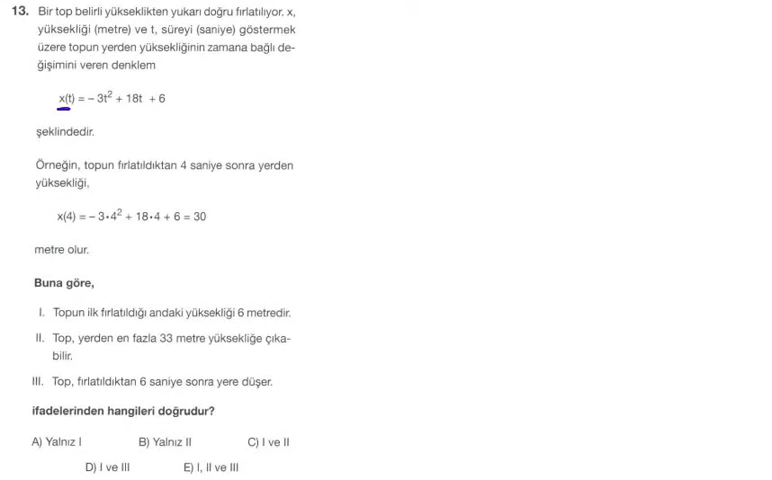 13. Bir top belirli yükseklikten yukarı doğru fırlatılıyor. x,
yüksekliği (metre) ve t, süreyi (saniye) göstermek
üzere topun yerden yüksekliğinin zamana bağlı de-
ğişimini veren denklem
x(t) = – 3t² + 18t + 6
şeklindedir.
Örneğin, topun fırlatıldıktan 4 saniye sonra yerden
yüksekliği,
x(4) = – 3·4² + 18·4 + 6 = 30
metre olur.
Buna göre,
I. Topun ilk fırlatıldığı andaki yüksekliği 6 metredir.
II. Top, yerden en fazla 33 metre yüksekliğe çıka-
bilir.
III. Top, fırlatıldıktan 6 saniye sonra yere düşer.
ifadelerinden hangileri doğrudur?
A) Yalnız I B) Yalnız II C) I ve II
D) I ve III E) I, II ve III